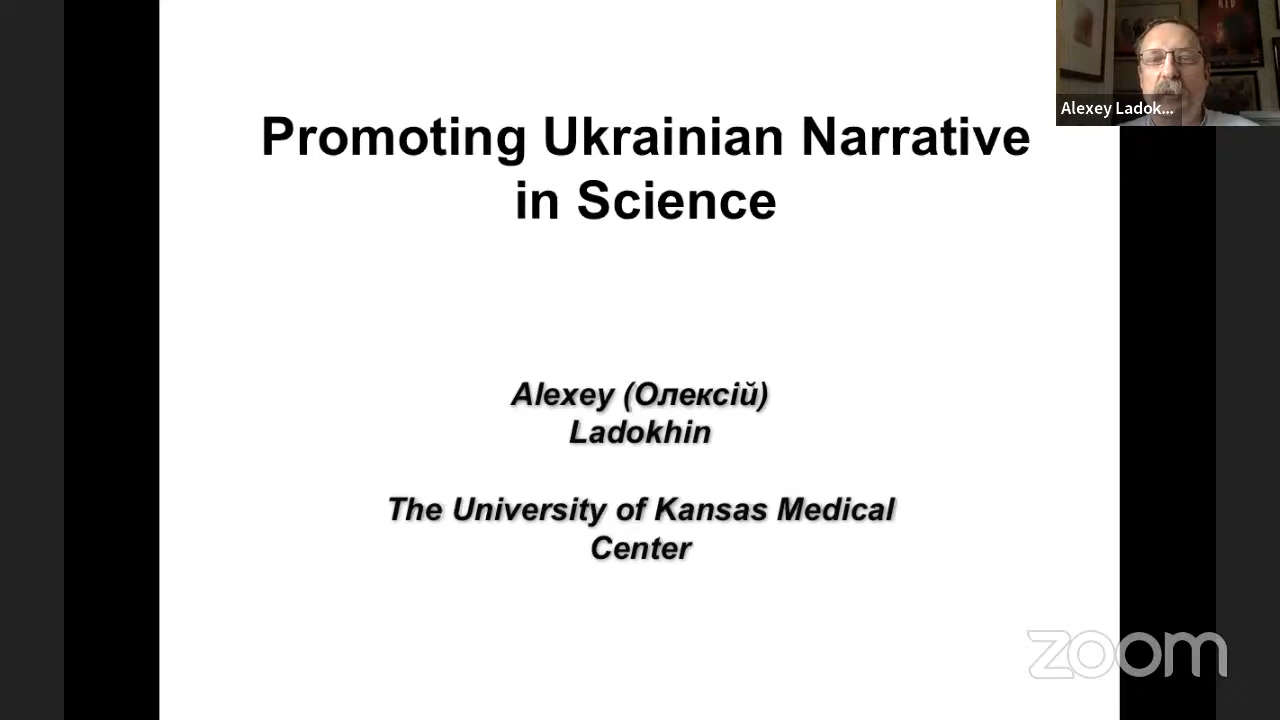 Promoting Ukrainian Narrative
in Science
Alexey Ladok...
Alexey (Олексій)
Ladokhin
The University of Kansas Medical
Center
zoom